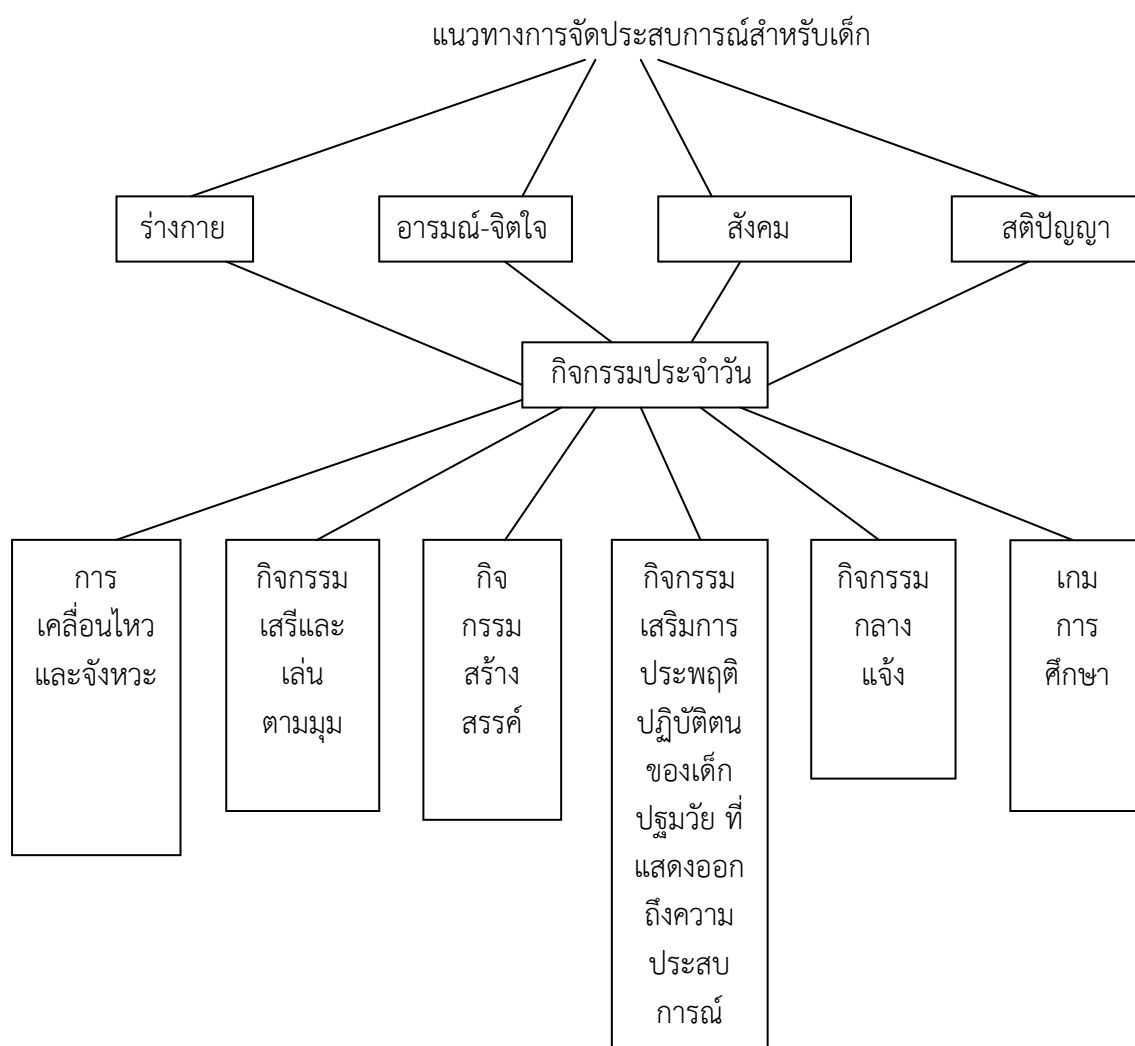 แนวทางการจัดประสบการณ์สำหรับเด็ก
ร่างกาย
อารมณ์-จิตใจ
สังคม
สติปัญญา
กิจกรรมประจำวัน
การ
เคลื่อนไหว
และจังหวะ
กิจกรรม
เสรีและ
เล่น
ตามมุม
กิจ
กรรม
สร้าง
สรรค์
กิจกรรม
เสริมการ
ประพฤติ
ปฏิบัติตน
ของเด็ก
ปฐมวัย ที่
แสดงออก
ถึงความ
ประสบ
การณ์
กิจกรรม
กลาง
แจ้ง
เกม
การ
ศึกษา